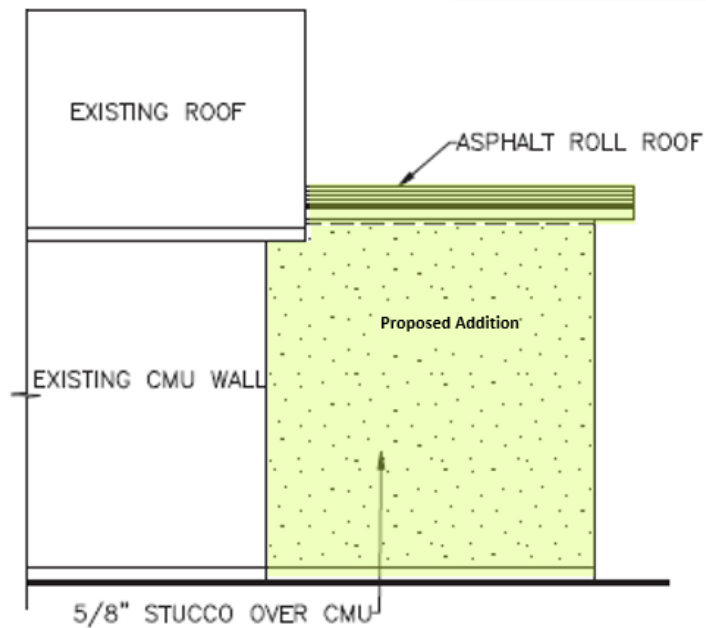 EXISTING ROOF
ASPHALT ROLL ROOF
Proposed Addition
EXISTING CMU WALL
5/8" STUCCO OVER CMU